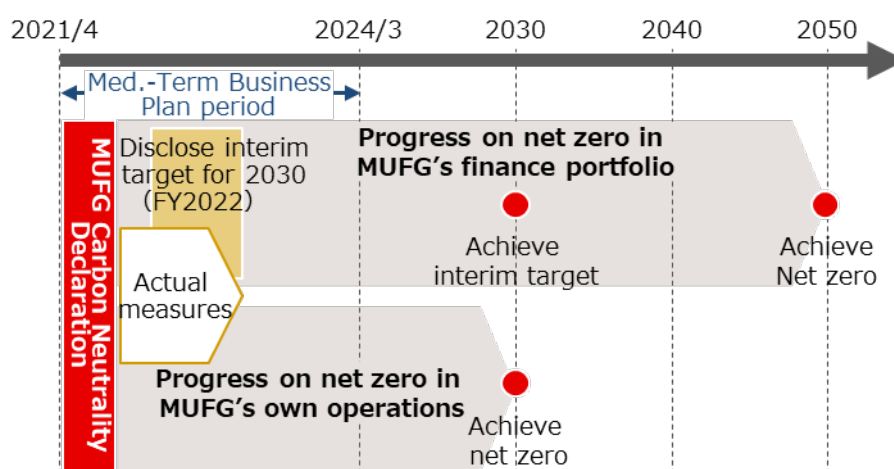 2021/4
2024/3
2030
2040
2050
Med.-Term Business
Plan period
MUFG Carbon Neutrality
Declaration
Disclose interim
target for 2030
(FY2022)
Actual
measures
Progress on net zero in
MUFG's finance portfolio
Achieve
interim target
Achieve
Net zero
Progress on net zero in
MUFG's own operations
Achieve
net zero